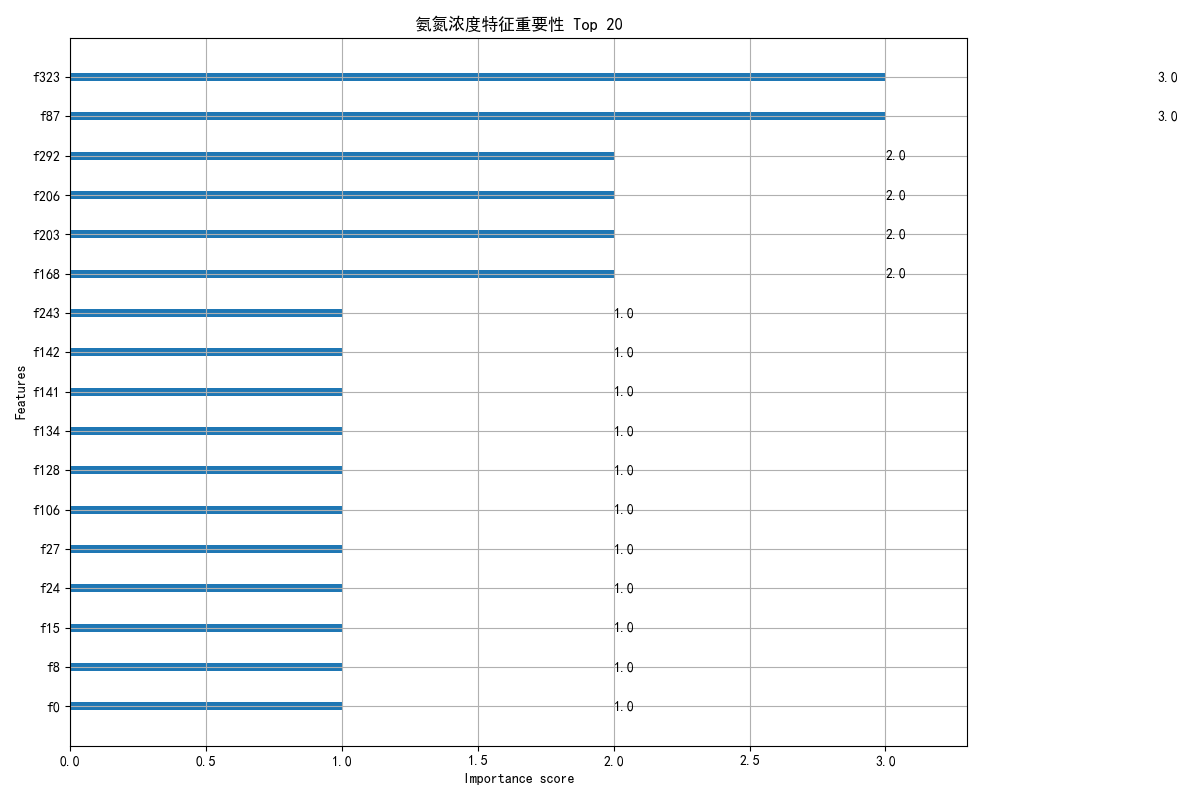 氨氮浓度特征重要性 Top 20
f323
3.0
f87
3.0
f292
2.0
f206
2.0
f203
2.0
f168
2.0
f243
1.0
f142
1.0
f141
1.0
f134
1.0
f128
1.0
f106
1.0
f27
1.0
f24
1.0
f15
1.0
f8
1.0
f0
1.0
Features
0.0 0.5 1.0 1.5 2.0 2.5 3.0
Importance score